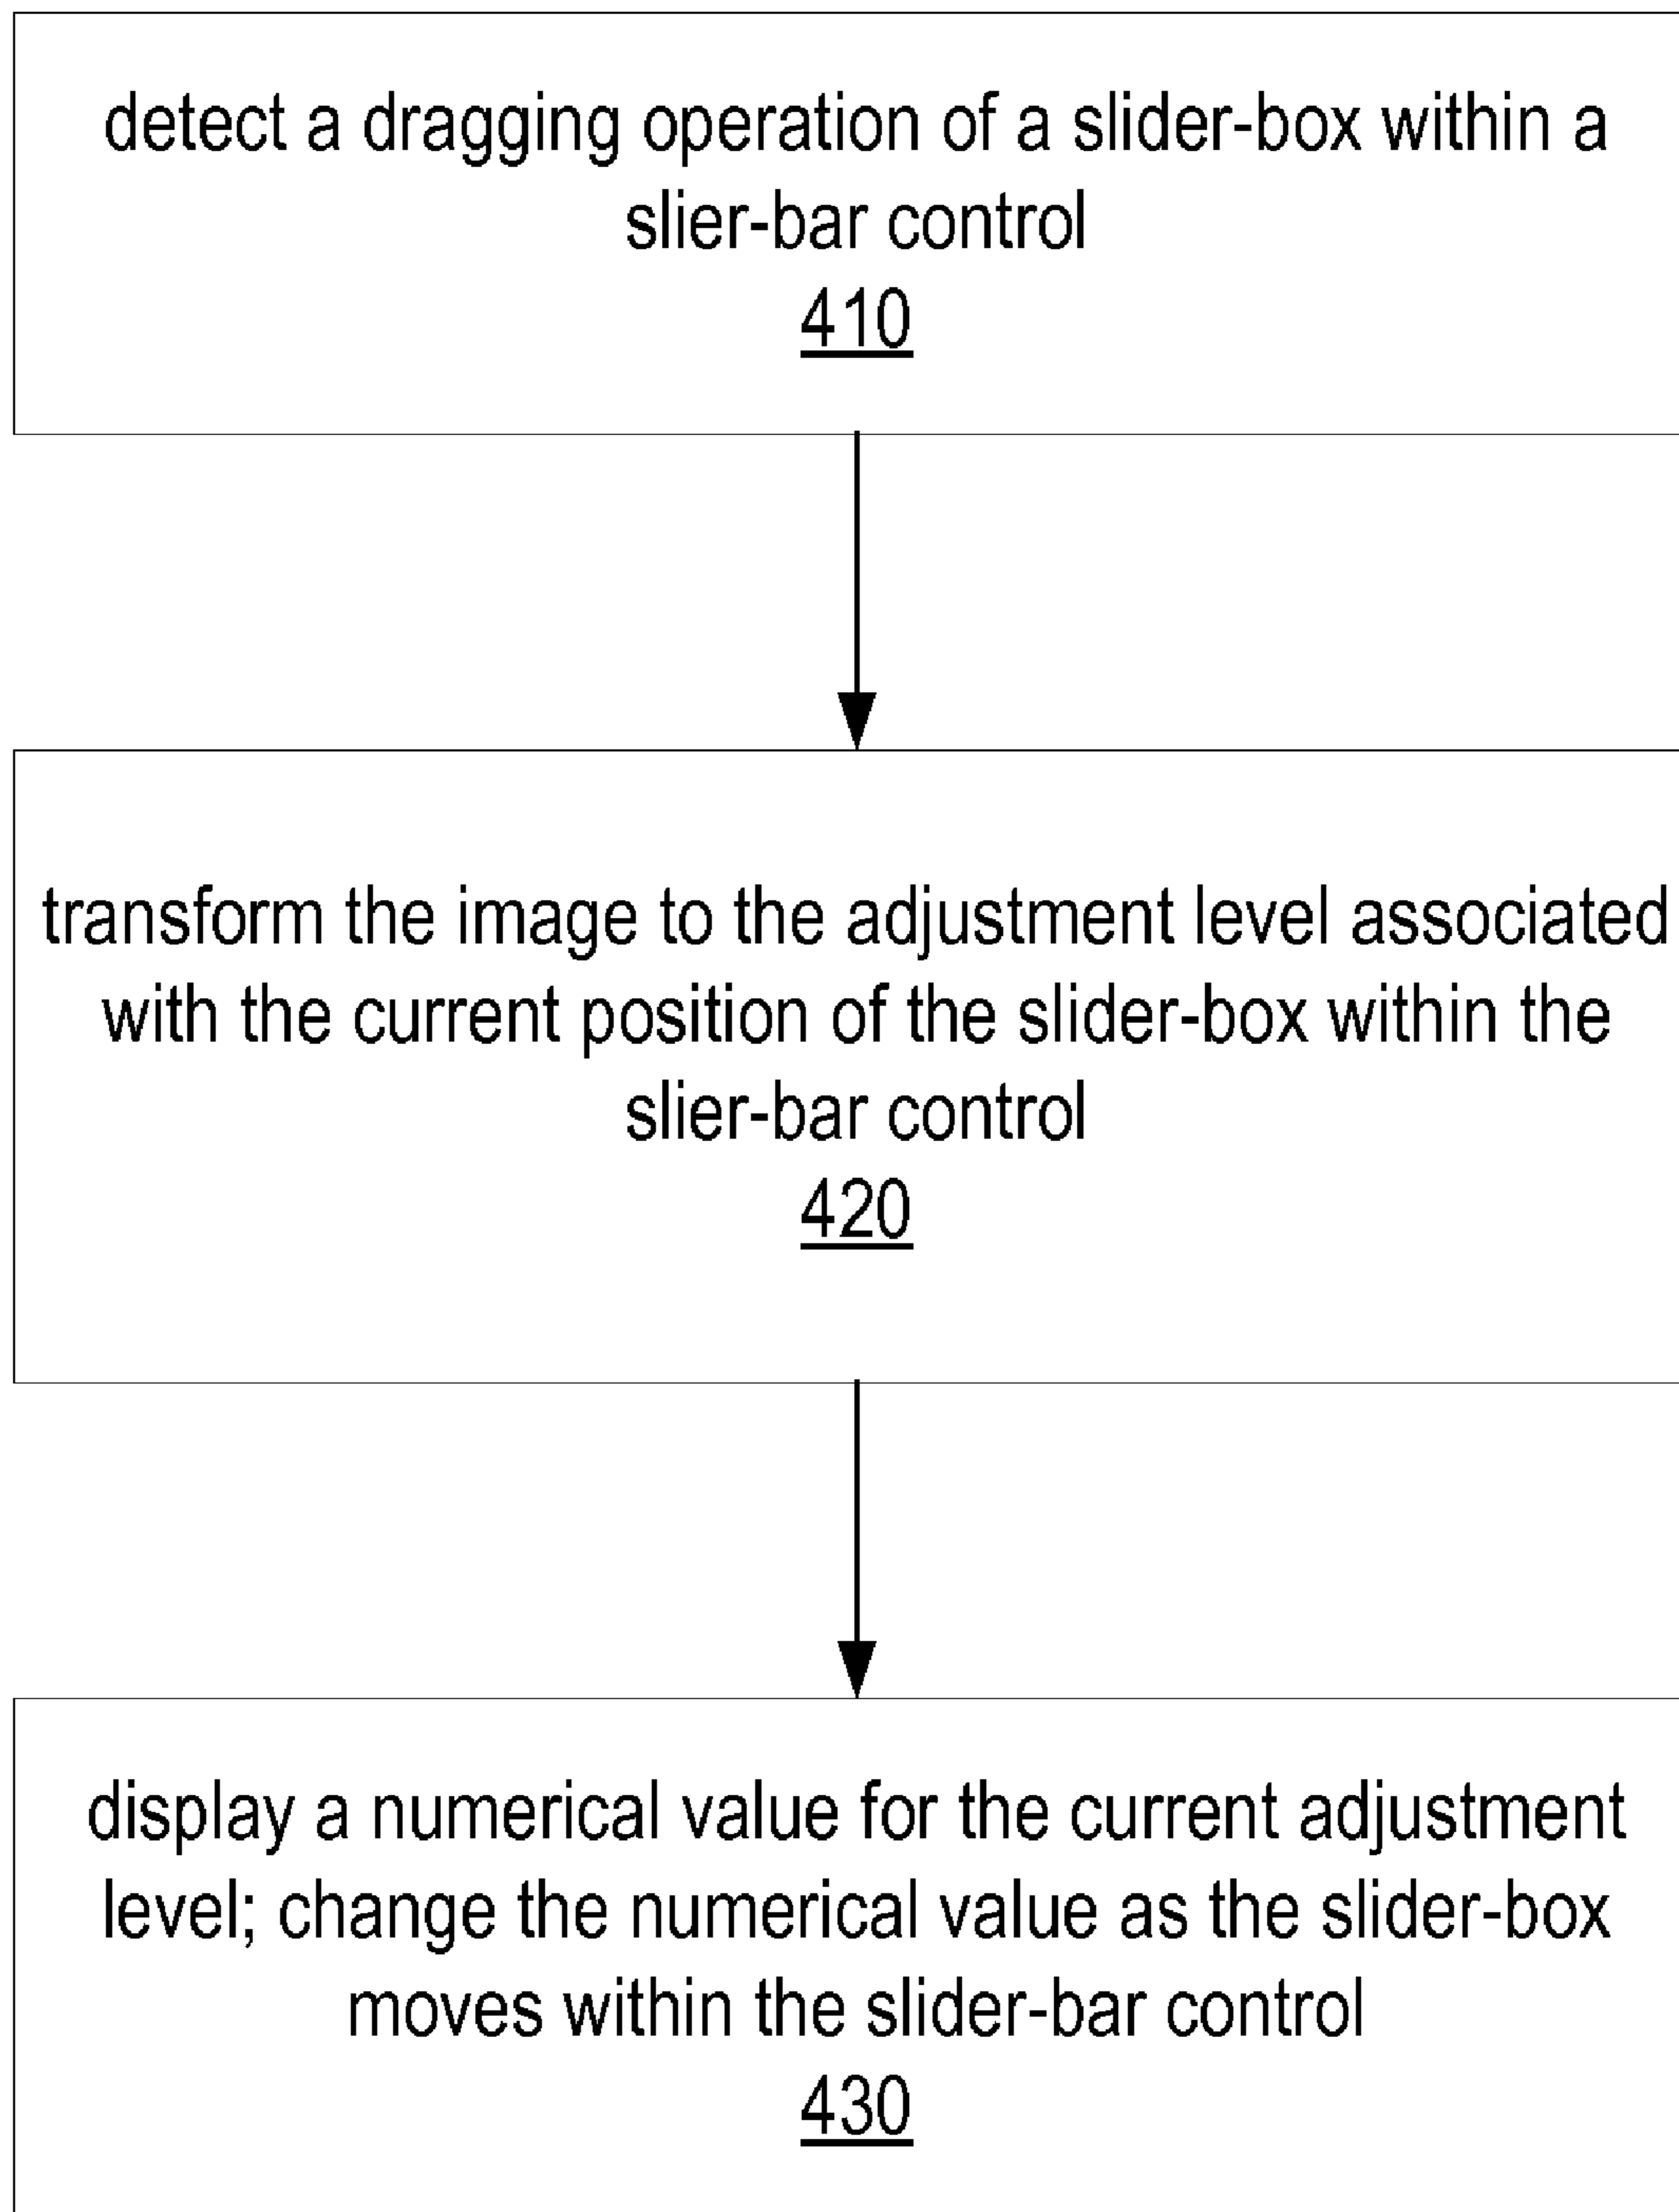 detect a dragging operation of a slider-box within a
slier-bar control
410
transform the image to the adjustment level associated
with the current position of the slider-box within the
slier-bar control
420
display a numerical value for the current adjustment
level; change the numerical value as the slider-box
moves within the slider-bar control
430